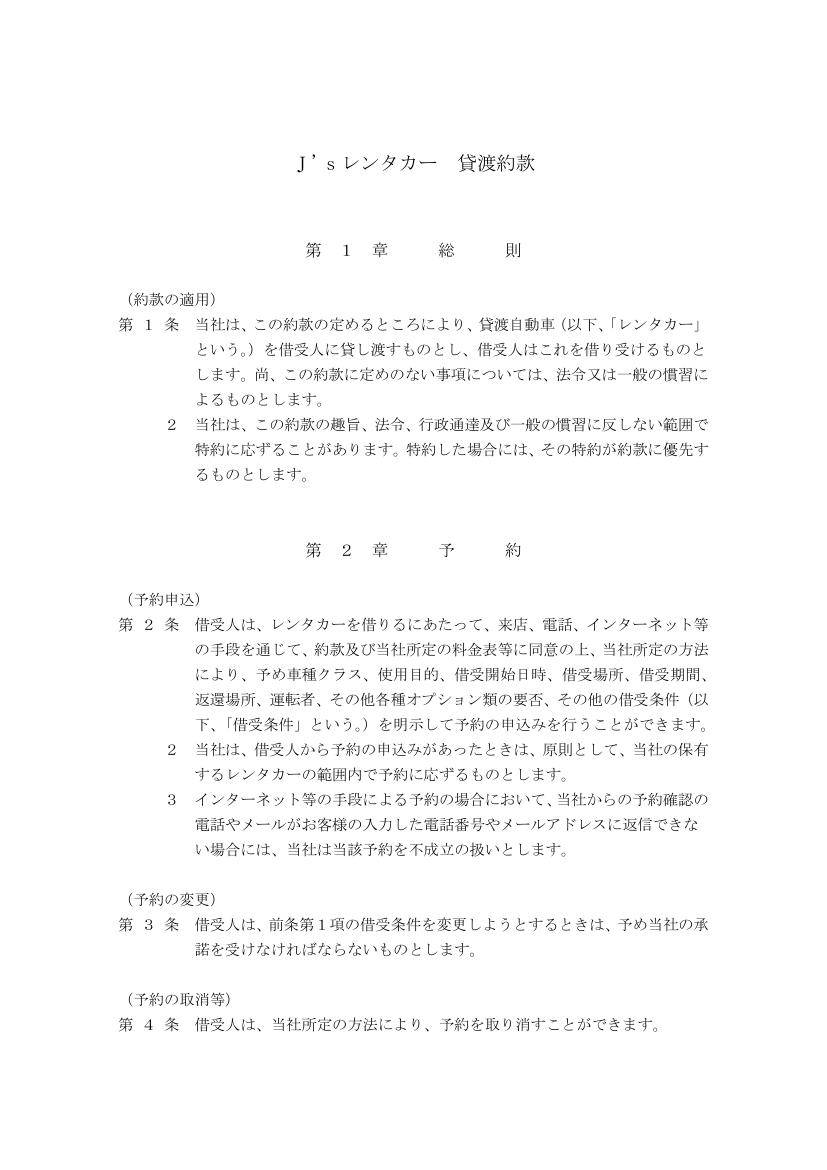 Ｊ’ｓレンタカー　貸渡約款
第　１　章　　　総　　　則
（約款の適用）
第　１　条　当社は、この約款の定めるところにより、貸渡自動車（以下、「レンタカー」
という。）を借受人に貸し渡すものとし、借受人はこれを借り受けるものと
します。尚、この約款に定めのない事項については、法令又は一般の慣習に
よるものとします。
２　当社は、この約款の趣旨、法令、行政通達及び一般の慣習に反しない範囲で
特約に応ずることがあります。特約した場合には、その特約が約款に優先す
るものとします。
第　２　章　　　予　　　約
（予約申込）
第　２　条　借受人は、レンタカーを借りるにあたって、来店、電話、インターネット等
の手段を通じて、約款及び当社所定の料金表等に同意の上、当社所定の方法
により、予め車種クラス、使用目的、借受開始日時、借受場所、借受期間、
返還場所、運転者、その他各種オプション類の要否、その他の借受条件（以
下、「借受条件」という。）を明示して予約の申込みを行うことができます。
２　当社は、借受人から予約の申込みがあったときは、原則として、当社の保有
するレンタカーの範囲内で予約に応ずるものとします。
３　インターネット等の手段による予約の場合において、当社からの予約確認の
電話やメールがお客様の入力した電話番号やメールアドレスに返信できな
い場合には、当社は当該予約を不成立の扱いとします。
（予約の変更）
第　３　条　借受人は、前条第１項の借受条件を変更しようとするときは、予め当社の承
諾を受けなければならないものとします。
（予約の取消等）
第　４　条　借受人は、当社所定の方法により、予約を取り消すことができます。